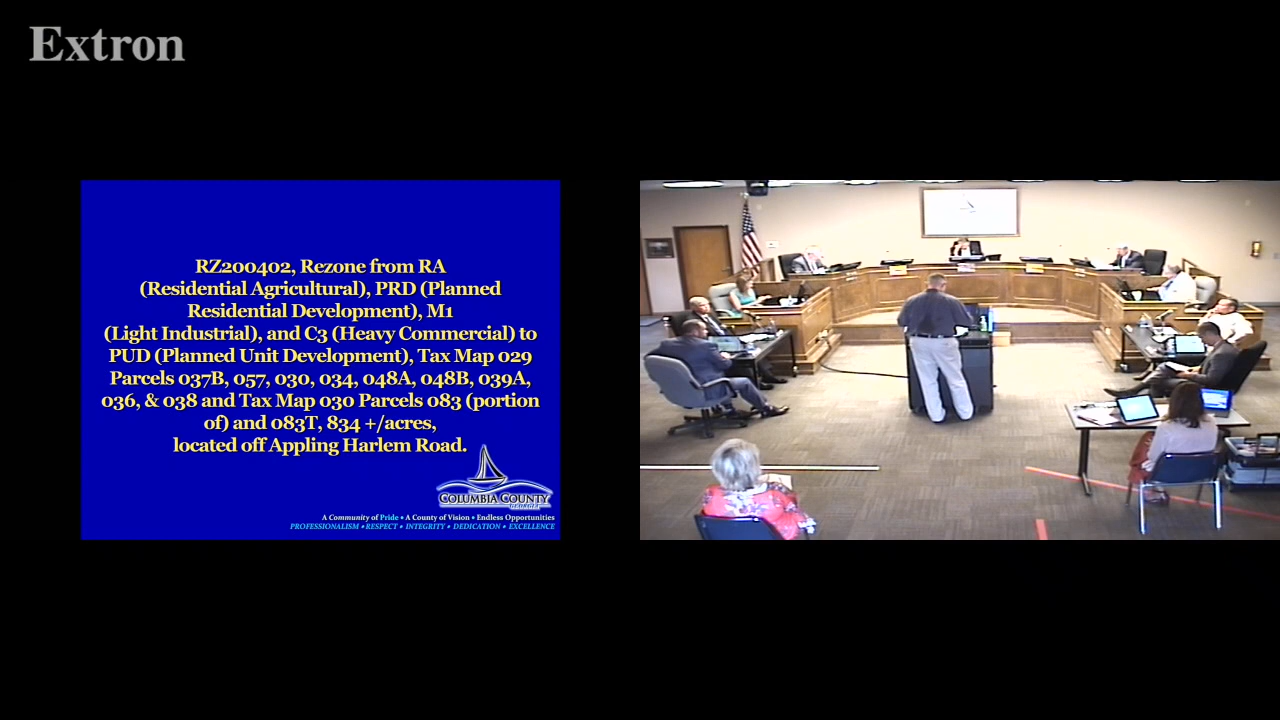 Extron
RZ200402, Rezone from RA
(Residential Agricultural), PRD (Planned
Residential Development), M1
(Light Industrial), and C3 (Heavy Commercial) to
PUD (Planned Unit Development), Tax Map 029
Parcels 037B, 057, 030, 034, 048A, 048B, 039A,
036, & 038 and Tax Map 030 Parcels 083 (portion
of) and 083T, 834 +/acres,
located off Appling Harlem Road.
COLUMBIA COUNTY
GEORGIA
A Community of Pride • A County of Vision • Endless Opportunities
PROFESSIONALISM • RESPECT • INTEGRITY • DEDICATION • EXCELLENCE